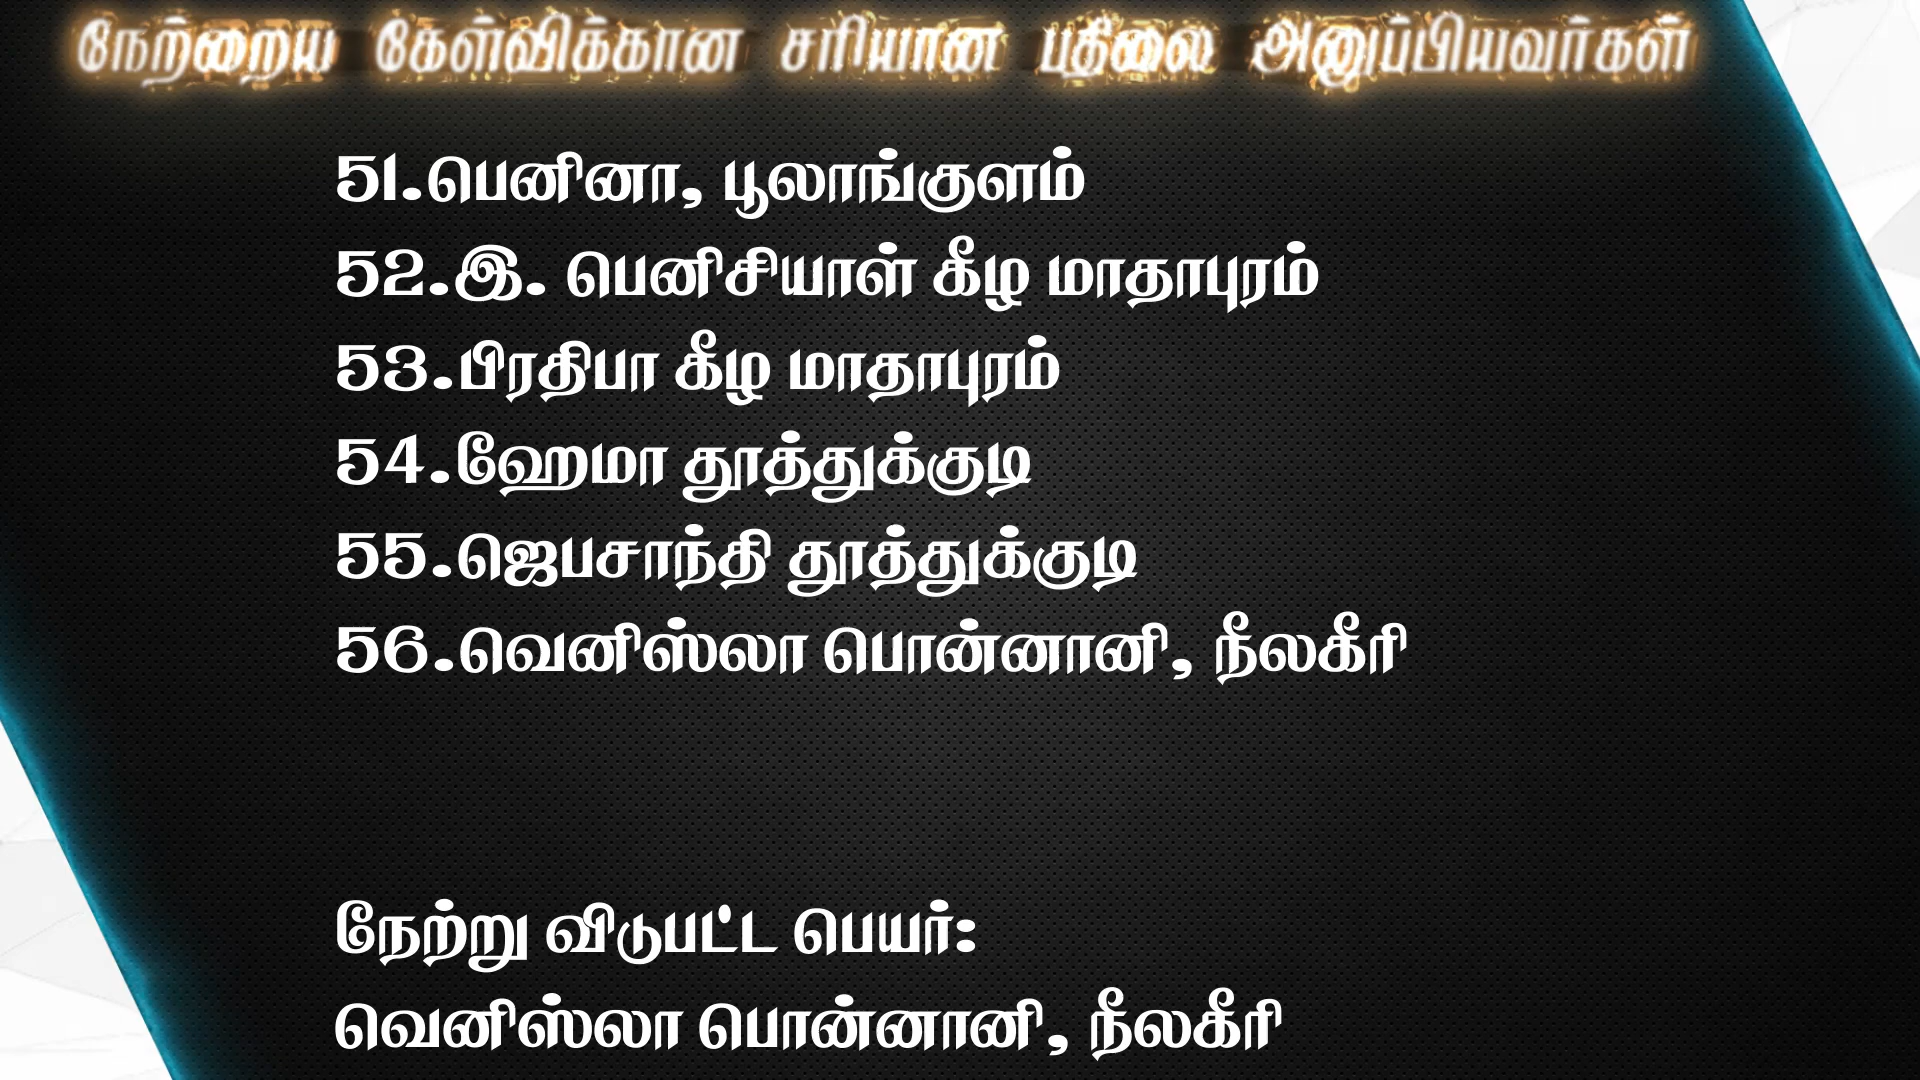 நேற்றைய கேள்விக்கான சரியான பதிலை அனுப்பியவர்கள்
51.பெனினா, பூலாங்குளம்
52.இ. பெனிசியாள் கீழ மாதாபுரம்
53.பிரதிபா கீழ மாதாபுரம்
54.ஹேமா தூத்துக்குடி
55.ஜெபசாந்தி தூத்துக்குடி
56.வெனிஸ்லா பொன்னானி, நீலகீரி
நேற்று விடுபட்ட பெயர்:
வெனிஸ்லா பொன்னானி, நீலகீரி